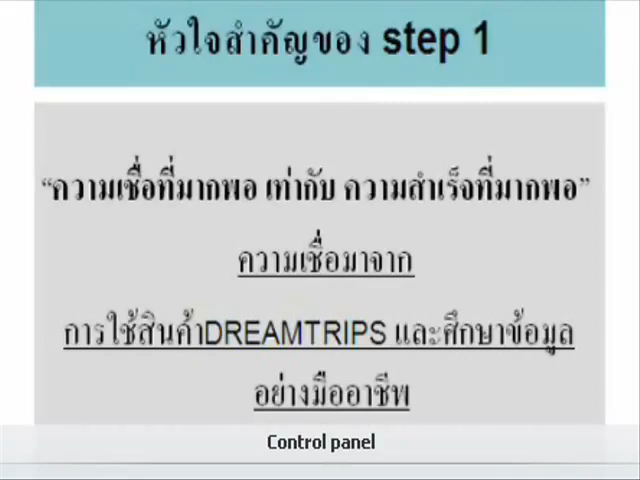 หัวใจสำคัญของ step 1
“ความเชื่อที่มากพอ เท่ากับ ความสำเร็จที่มากพอ”
ความเชื่อมาจาก
การใช้สินค้าDREAMTRIPS และศึกษาข้อมูล
อย่างมืออาชีพ
Control panel